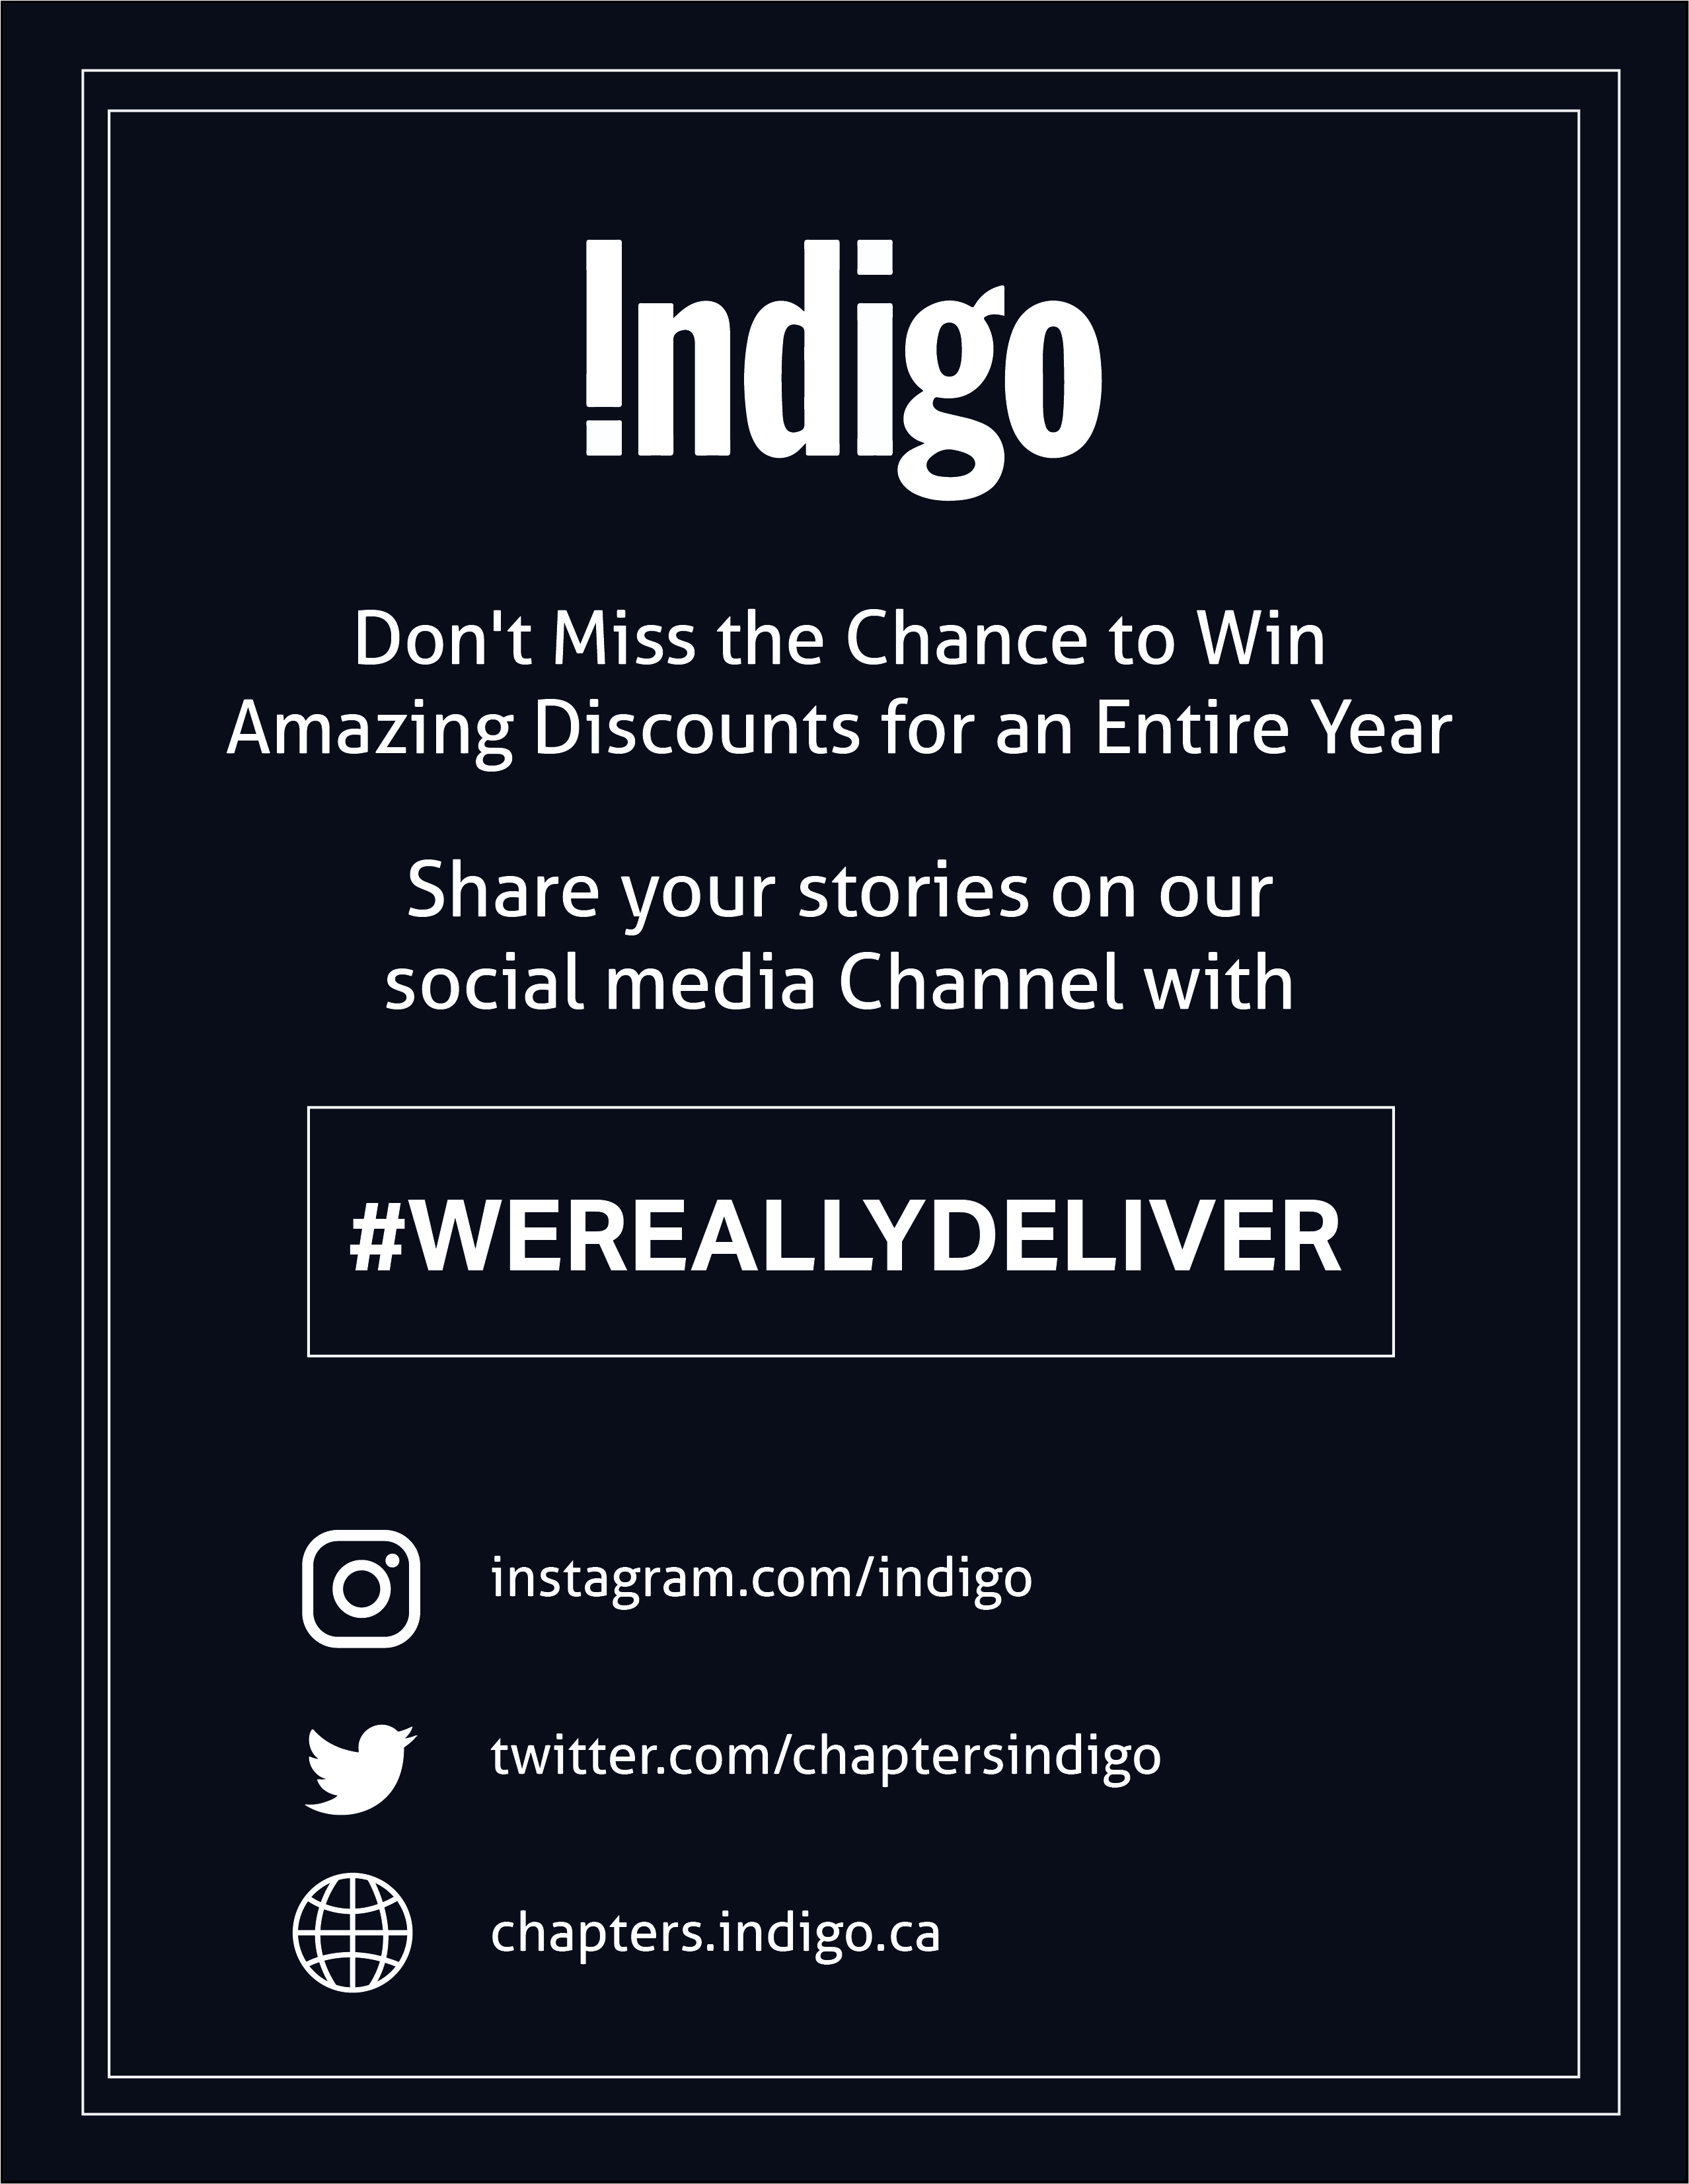 Indigo
Don't Miss the Chance to Win
Amazing Discounts for an Entire Year
Share your stories on our
social media Channel with
#WEREALLYDELIVER
instagram.com/indigo
twitter.com/chaptersindigo
chapters.indigo.ca